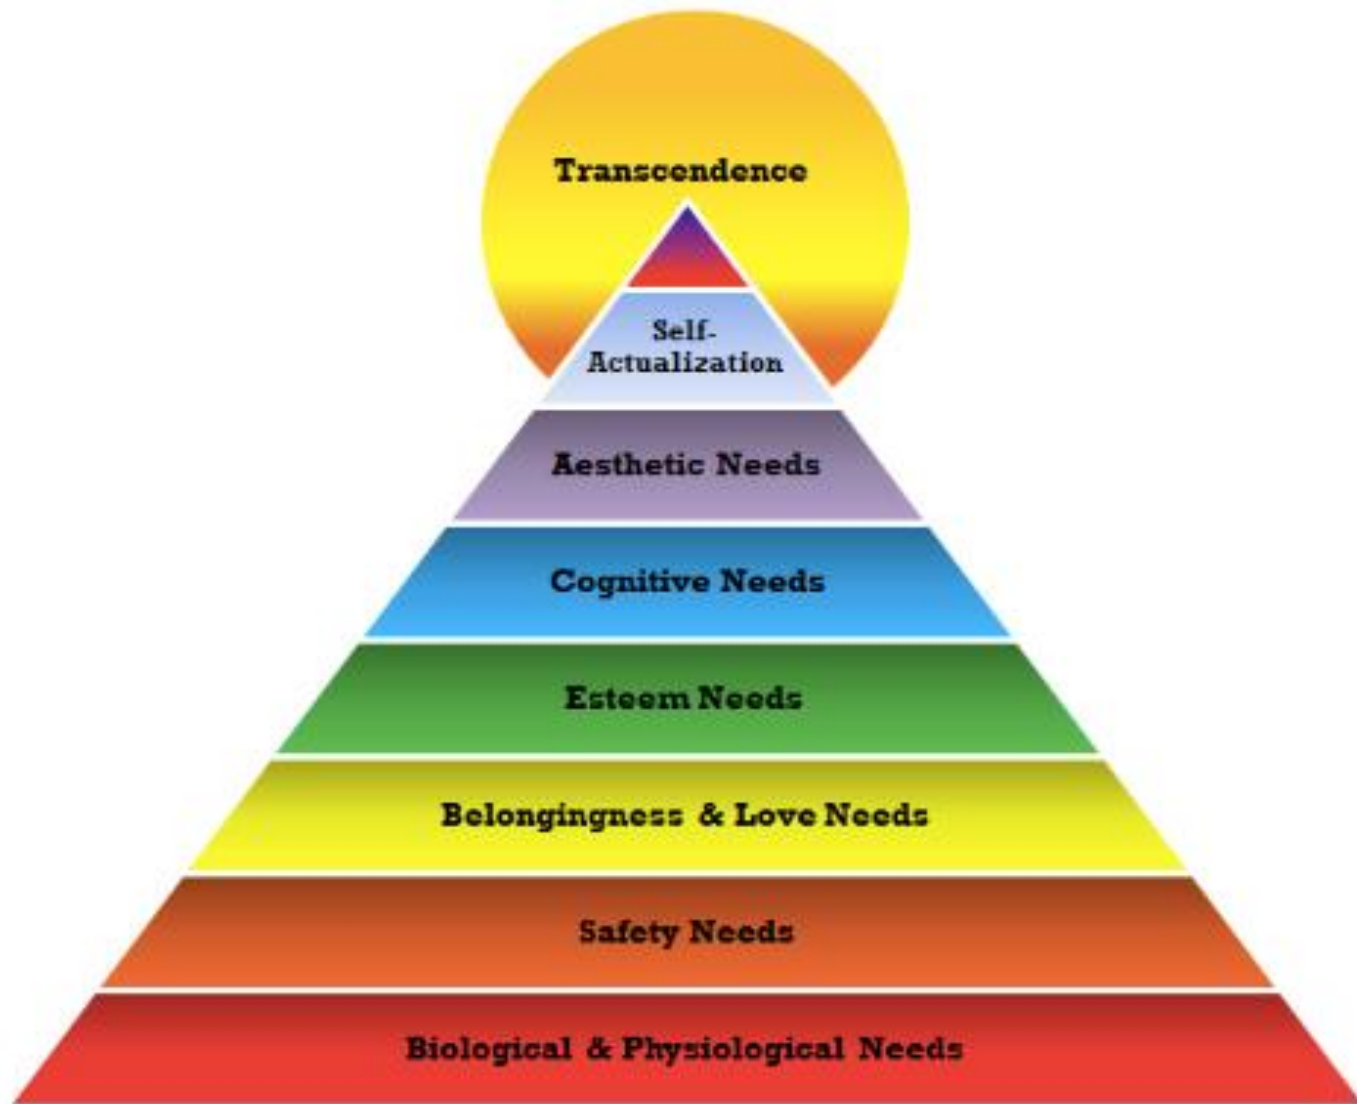 Transcendence
Self-
Actualization
Aesthetic Needs
Cognitive Needs
Esteem Needs
Belongingness & Love Needs
Safety Needs
Biological & Physiological Needs